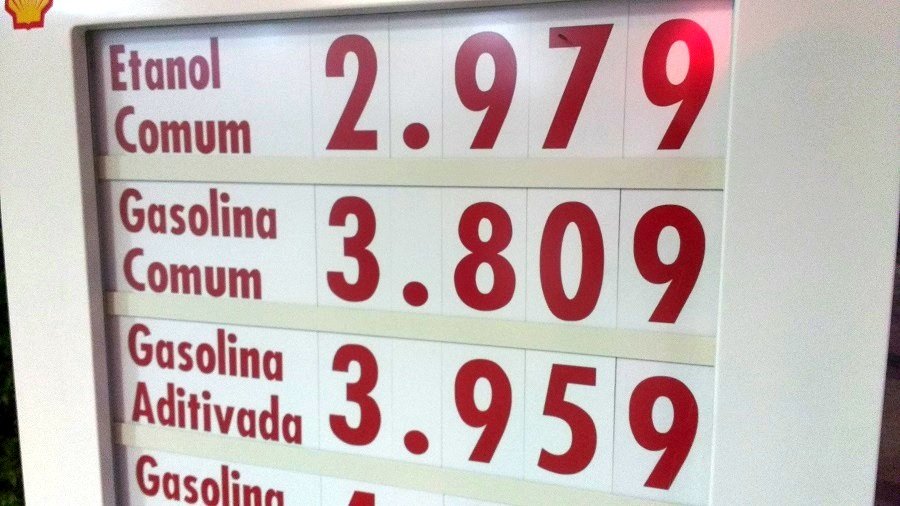 Etanol
Comum 2.979
Gasolina
Comum 3.809
Gasolina
Aditivada 3.959
Gasolina